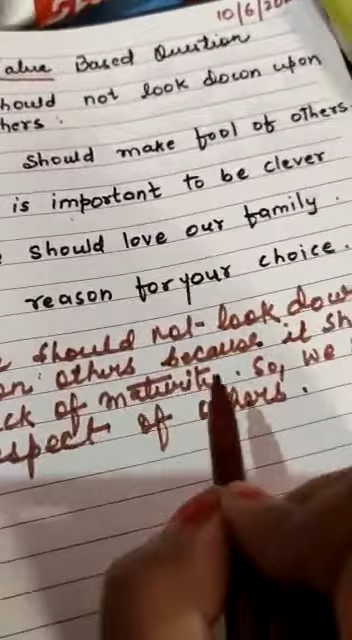 10/6/20
alue Based Question
hould not look down upon
hers :
should make fool of others.
is important to be clever
should love our family.
reason for your choice.
should not look dow
on others because it sh
ck of maturity. So, we
spect of others.